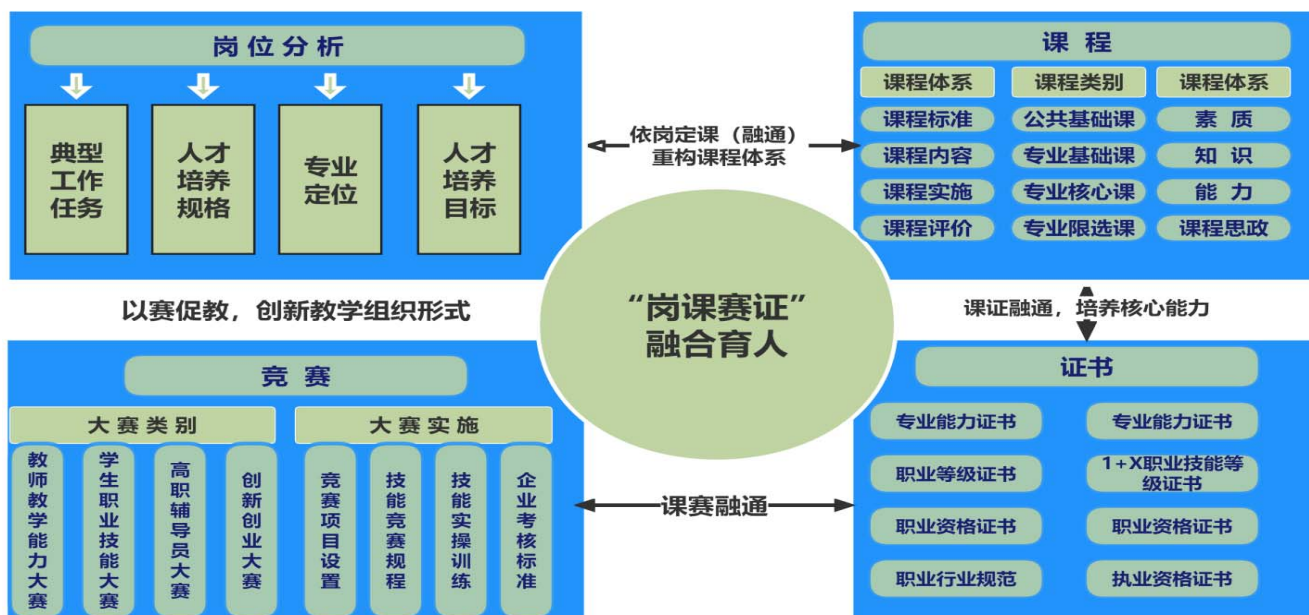 岗位分析
典型
工作
任务
人才
培养
规格
专业
定位
人才
培养
目标
依岗定课（融通）
重构课程体系
课 程
课程体系 课程类别 课程体系
课程标准 公共基础课 素 质
课程内容 专业基础课 知 识
课程实施 专业核心课 能 力
课程评价 专业限选课 课程思政
以赛促教，创新教学组织形式
“岗课赛证”
融合育人
课证融通，培养核心能力
竞 赛
大赛类别 大赛实施
教师教学能力大赛
学生职业技能大赛
高职辅导员大赛
创新创业大赛
竞赛项目设置
技能竞赛规程
技能实操训练
企业考核标准
课赛融通
证书
专业能力证书 专业能力证书
职业等级证书 1+X职业技能等
级证书
职业资格证书 职业资格证书
职业行业规范 执业资格证书